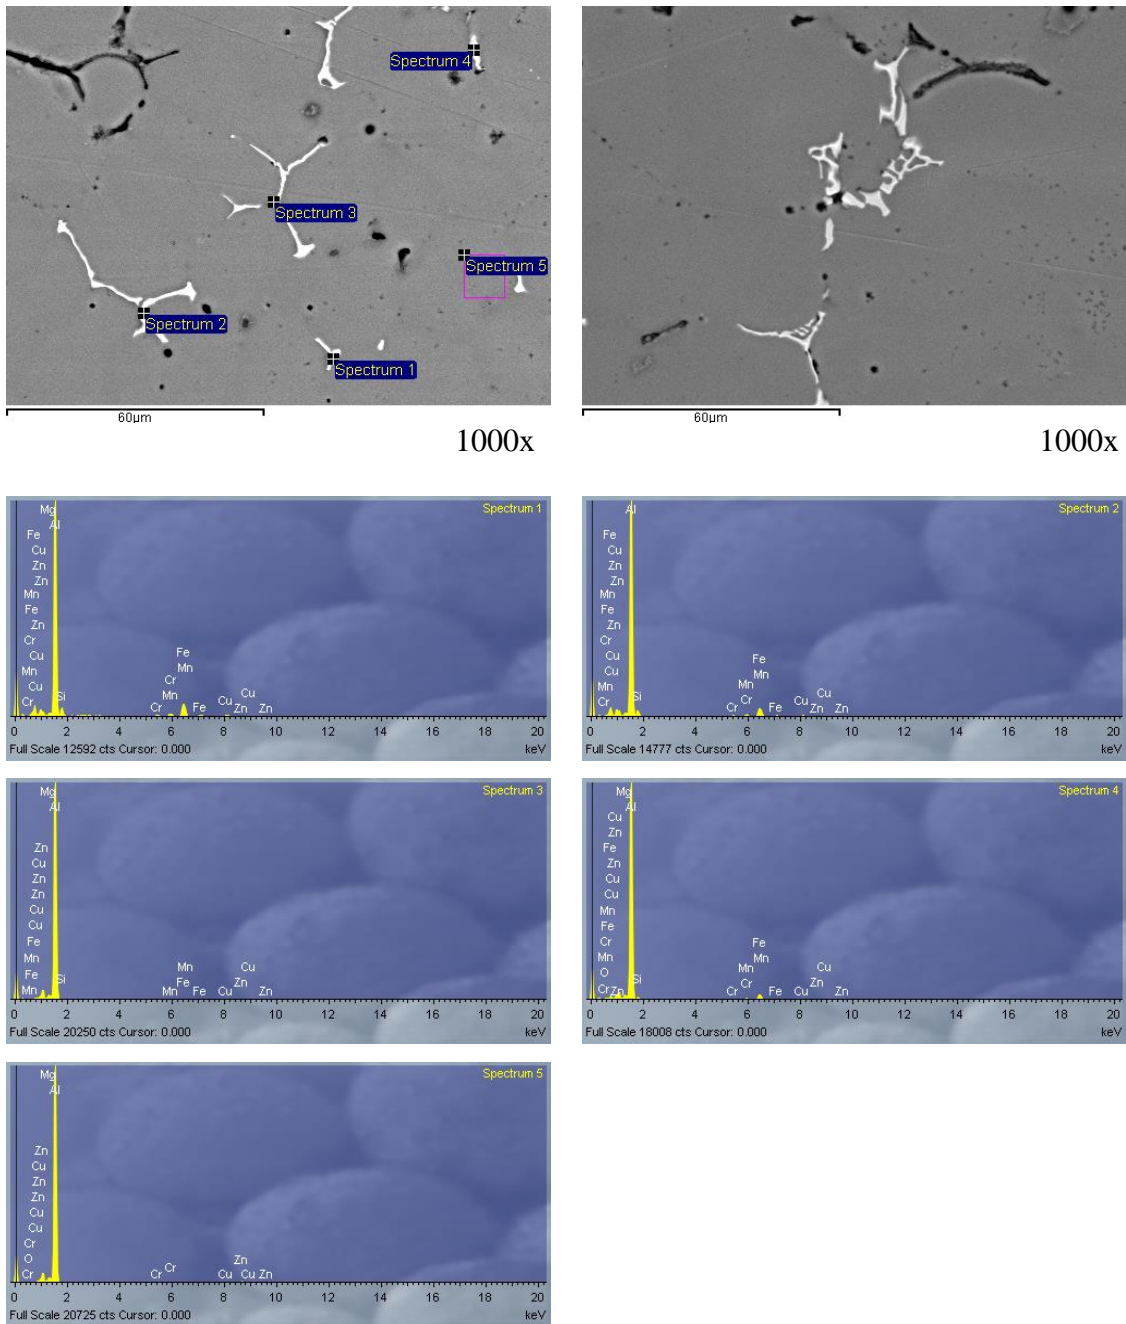 Spectrum 4
Spectrum 3
Spectrum 5
Spectrum 2
Spectrum 1
60µm
1000x
60µm
1000x
Spectrum 1
Mg
Al
Fe
Cu
Zn
Zn
Mn
Fe
Zn
Cr
Cu
Mn
Cu
Cr
Si
Fe
Mn
Cr
Mn
Cr
Fe
Cu
Cu
Zn
Zn
0 2 4 6 8 10 12 14 16 18 20
Full Scale 12592 cts Cursor: 0.000 keV
Spectrum 2
Al
Fe
Cu
Zn
Zn
Mn
Fe
Zn
Cr
Cu
Cu
Mn
Cr
Si
Fe
Mn
Mn
Cr
Cr
Fe
Cu
Cu
Zn
Zn
0 2 4 6 8 10 12 14 16 18 20
Full Scale 14777 cts Cursor: 0.000 keV
Spectrum 3
Mg
Al
Zn
Cu
Zn
Zn
Cu
Cu
Fe
Mn
Fe
Mn
Si
Mn
Fe
Mn
Fe
Cu
Cu
Zn
Zn
0 2 4 6 8 10 12 14 16 18 20
Full Scale 20250 cts Cursor: 0.000 keV
Spectrum 4
Mg
Al
Cu
Zn
Fe
Zn
Cu
Cu
Mn
Fe
Cr
Mn
O
Cr Zn
Si
Fe
Mn
Mn
Cr
Cr
Fe
Cu
Cu
Zn
Zn
0 2 4 6 8 10 12 14 16 18 20
Full Scale 18008 cts Cursor: 0.000 keV
Spectrum 5
Mg
Al
Zn
Cu
Zn
Zn
Cu
Cu
Cr
O
Cr
Cr
Cr
Zn
Cu
Cu
Zn
0 2 4 6 8 10 12 14 16 18 20
Full Scale 20725 cts Cursor: 0.000 keV